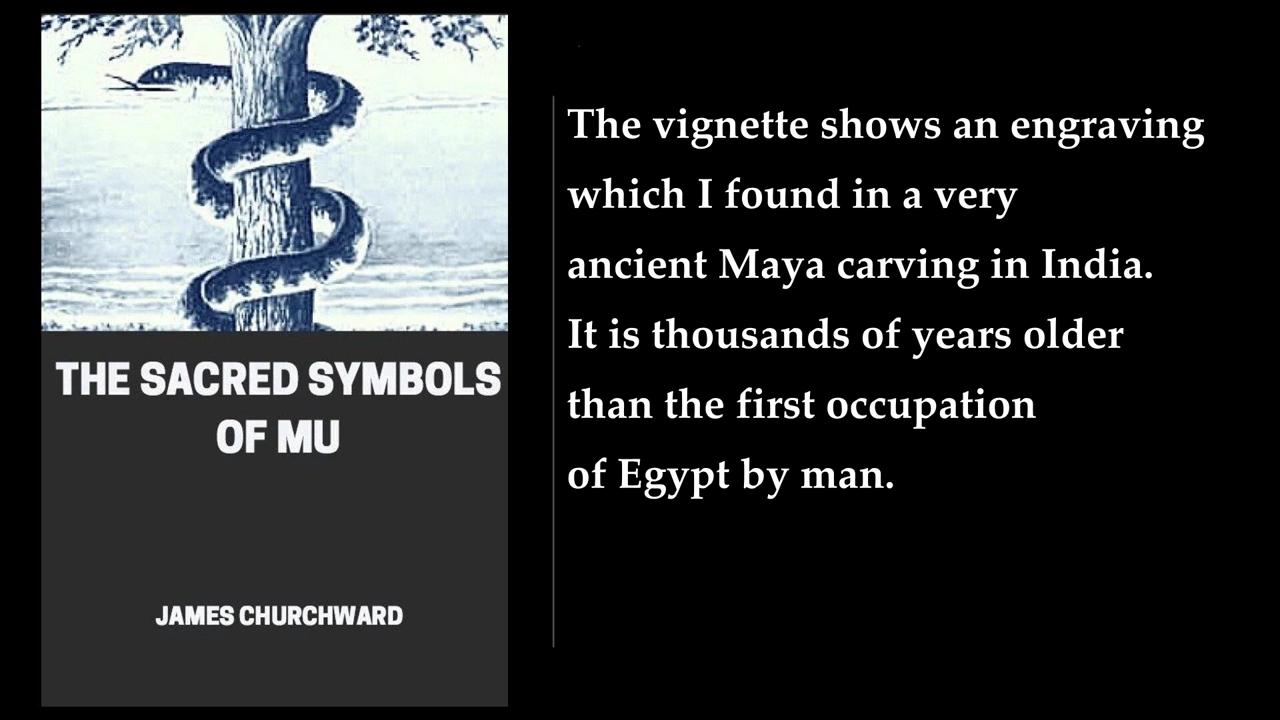 THE SACRED SYMBOLS
OF MU
JAMES CHURCHWARD
The vignette shows an engraving
which I found in a very
ancient Maya carving in India.
It is thousands of years older
than the first occupation
of Egypt by man.